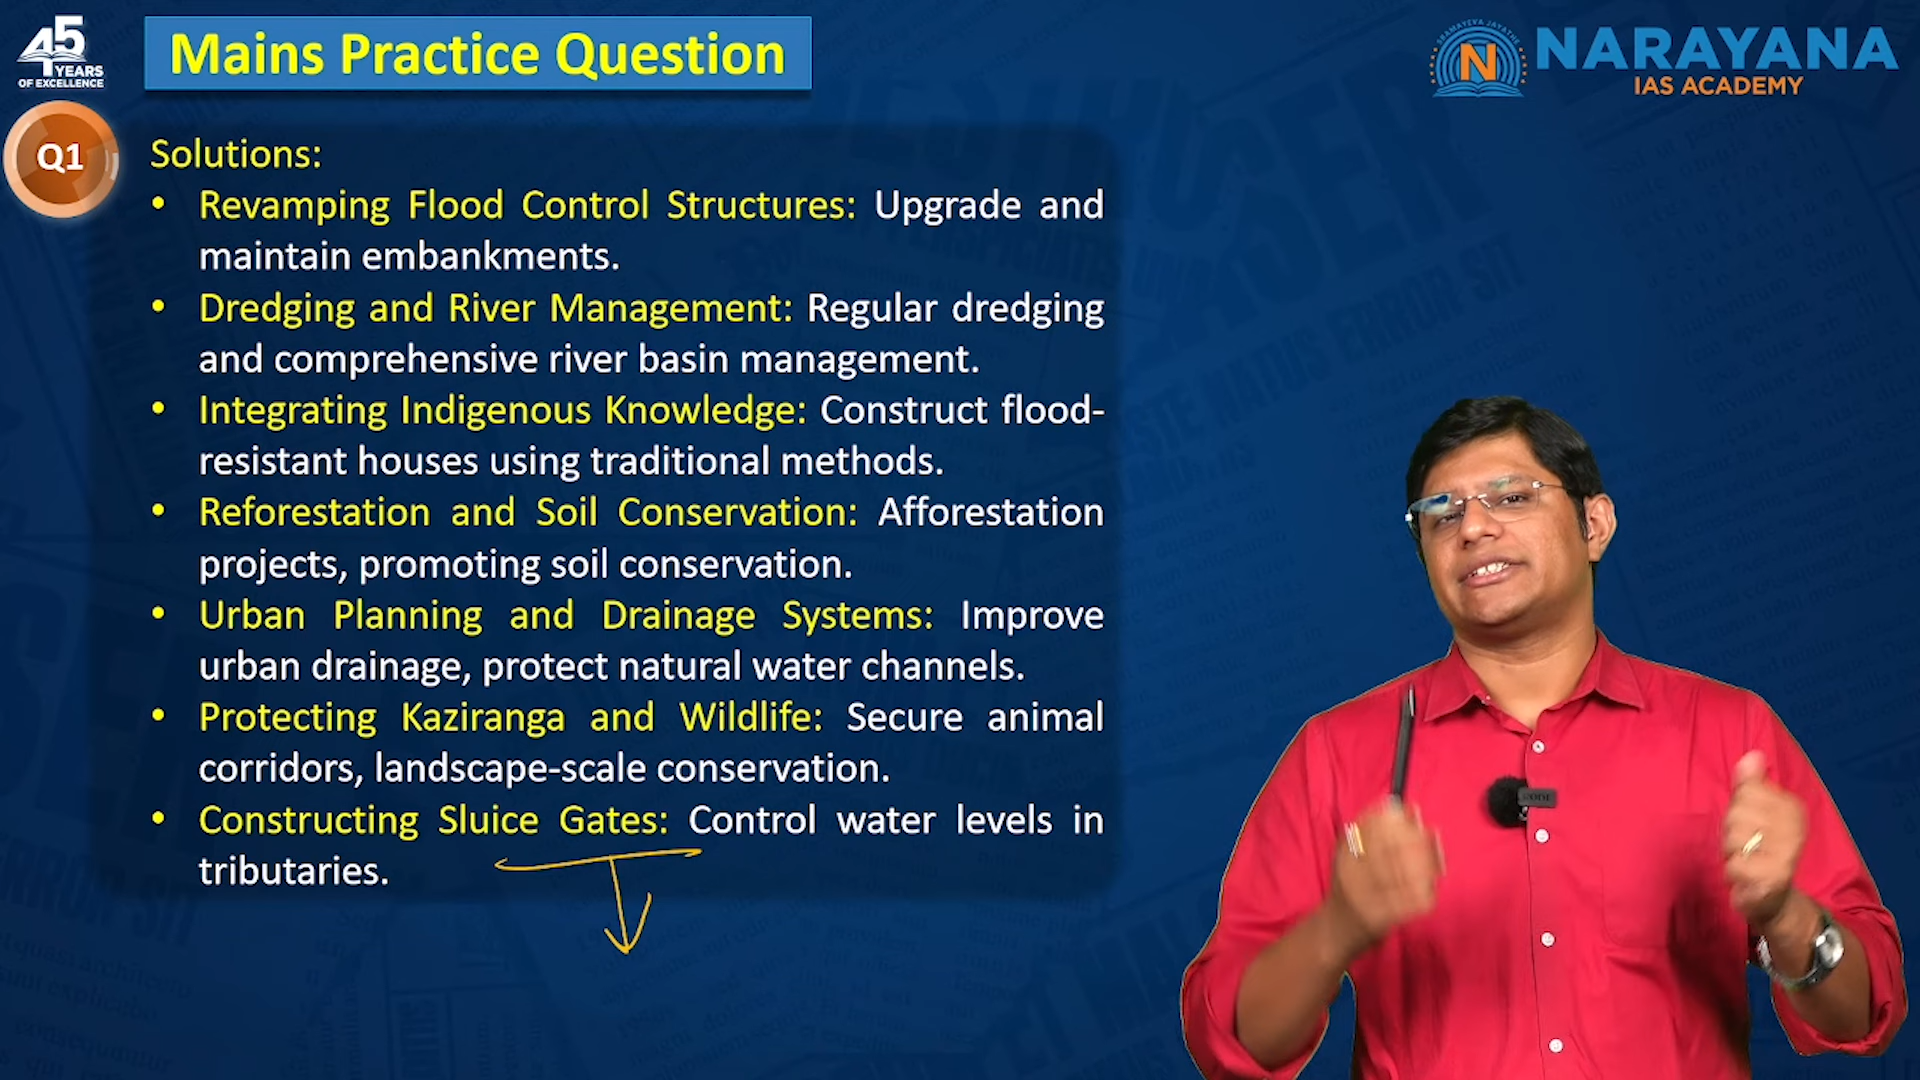 45
YEARS
OF EXCELLENCE
Mains Practice Question
NARAYANA
IAS ACADEMY
N
Q1
Solutions:
• Revamping Flood Control Structures: Upgrade and
maintain embankments.
• Dredging and River Management: Regular dredging
and comprehensive river basin management.
• Integrating Indigenous Knowledge: Construct flood-
resistant houses using traditional methods.
• Reforestation and Soil Conservation: Afforestation
projects, promoting soil conservation.
• Urban Planning and Drainage Systems: Improve
urban drainage, protect natural water channels.
• Protecting Kaziranga and Wildlife: Secure animal
corridors, landscape-scale conservation.
• Constructing Sluice Gates: Control water levels in
tributaries.